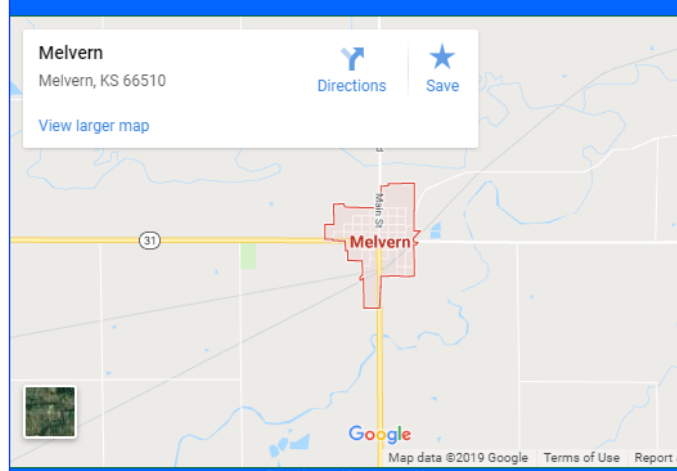 Melvern
Melvern, KS 66510
Directions
Save
View larger map
Main St
31
Melvern
Google
Map data ©2019 Google Terms of Use Report